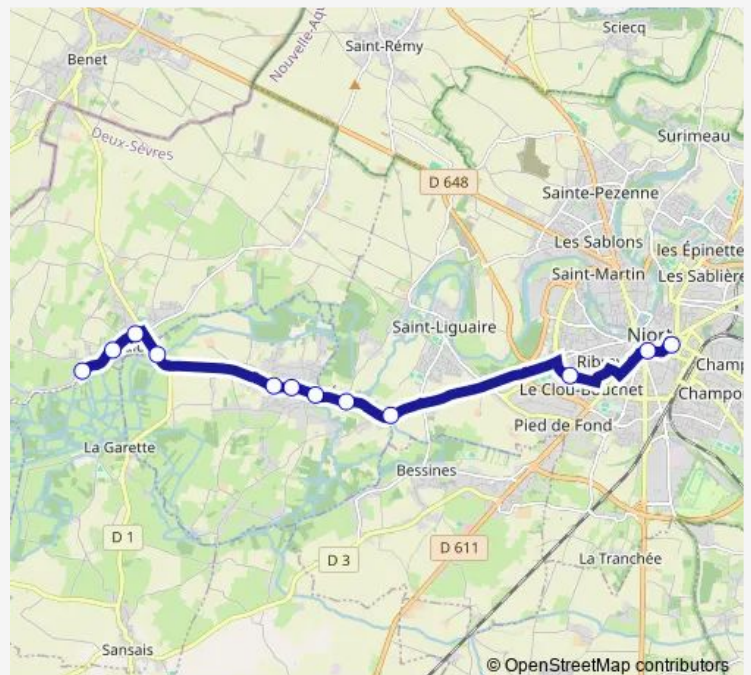 Sciecq
Nouvelle-Aq
Saint-Rémy
Benet
Surimeau
Deux-Sèvres
D 648
Sainte-Pezenne
Les Sablons
les Épinette
Saint-Martin
Les Sablière
Saint-Liguaire
Niort
Champ
Le Clou-Bouchet
Champo
Pied de Fond
La Garette
Bessines
D 1
D 611
D 3
La Tranchée
Sansais
© OpenStreetMap contributors